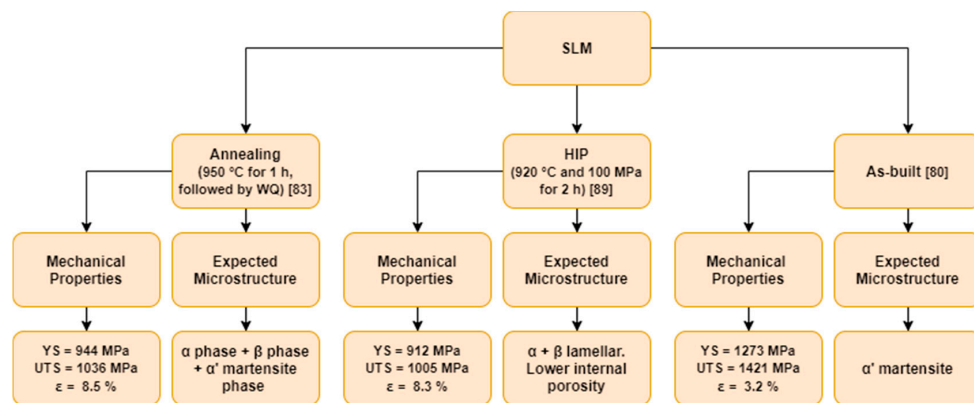 SLM
Annealing
(950 °C for 1 h,
followed by WQ) [83]
HIP
(920 °C and 100 MPa
for 2 h) [89]
As-built [80]
Mechanical
Properties
Expected
Microstructure
Mechanical
Properties
Expected
Microstructure
Mechanical
Properties
Expected
Microstructure
YS = 944 MPa
UTS = 1036 MPa
ε = 8.5 %
α phase + β phase
+ α' martensite
phase
YS = 912 MPa
UTS = 1005 MPa
ε = 8.3 %
α + β lamellar.
Lower internal
porosity
YS = 1273 MPa
UTS = 1421 MPa
ε = 3.2 %
α' martensite